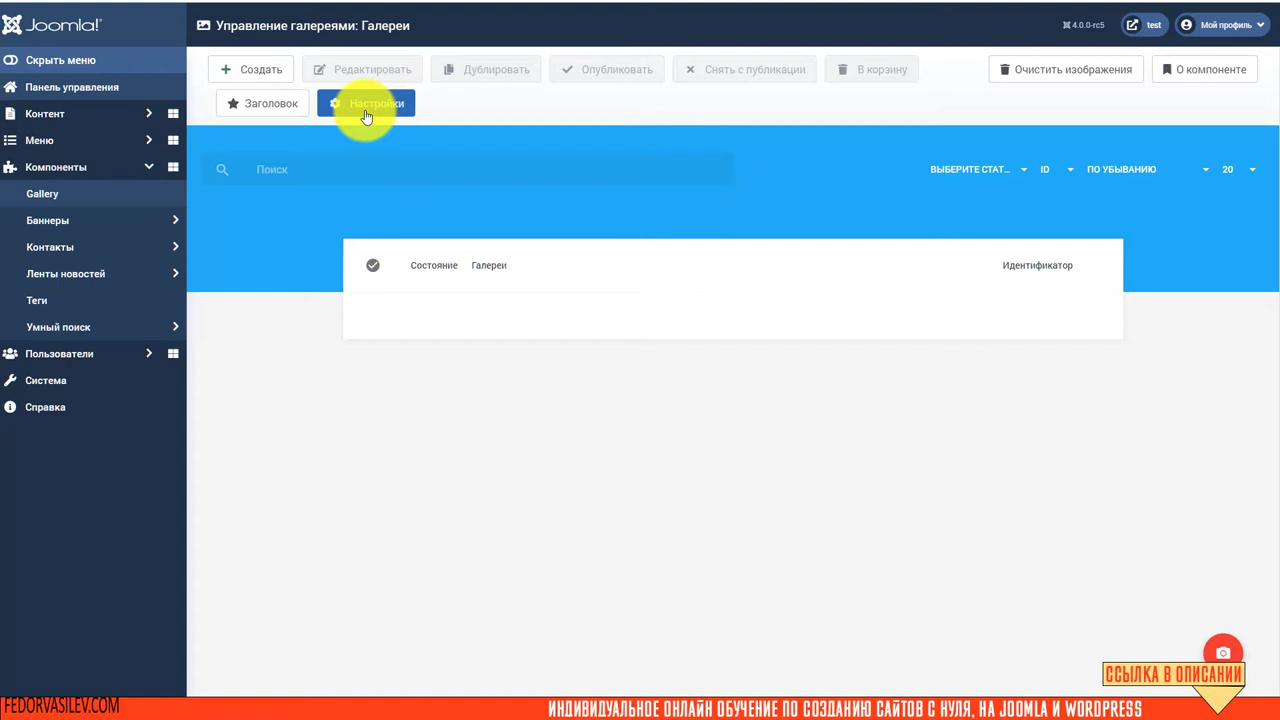 Joomla!® Управление галереями: Галереи 4.0.0-rc5 test Мой профиль
Скрыть меню
Панель управления
Контент
Меню
Компоненты
Gallery
Баннеры
Контакты
Ленты новостей
Теги
Умный поиск
Пользователи
Система
Справка
Создать Редактировать Дублировать Опубликовать Снять с публикации В корзину Очистить изображения О компоненте
Заголовок Настройки
Поиск ВЫБЕРИТЕ СТАТ... ID ПО УБЫВАНИЮ 20
Состояние Галереи Идентификатор
ССЫЛКА В ОПИСАНИИ
FEDORVASILEV.COM ИНДИВИДУАЛЬНОЕ ОНЛАЙН ОБУЧЕНИЕ ПО СОЗДАНИЮ САЙТОВ С НУЛЯ, НА JOOMLA И WORDPRESS